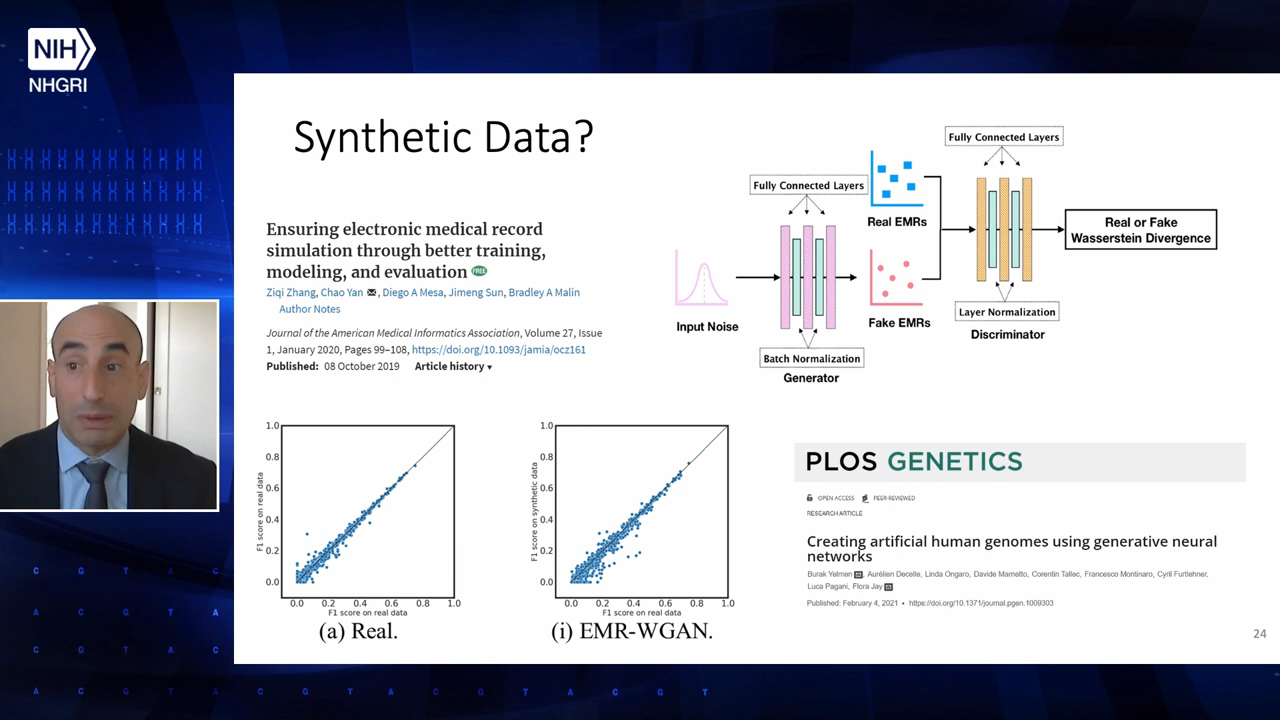 NIH
NHGRI
Synthetic Data?
Ensuring electronic medical record
simulation through better training,
modeling, and evaluation FREE
Ziqi Zhang, Chao Yan ✉, Diego A Mesa, Jimeng Sun, Bradley A Malin
Author Notes
Journal of the American Medical Informatics Association, Volume 27, Issue
1, January 2020, Pages 99–108, https://doi.org/10.1093/jamia/ocz161
Published: 08 October 2019 Article history ▾
Fully Connected Layers
Fully Connected Layers
Real EMRs
Real or Fake
Wasserstein Divergence
Input Noise
Fake EMRs
Layer Normalization
Discriminator
Batch Normalization
Generator
1.0
0.8
0.6
0.4
0.2
0.0
F1 score on real data
0.0 0.2 0.4 0.6 0.8 1.0
F1 score on real data
(a) Real.
1.0
0.8
0.6
0.4
0.2
0.0
F1 score on synthetic data
0.0 0.2 0.4 0.6 0.8 1.0
F1 score on real data
(i) EMR-WGAN.
PLOS GENETICS
OPEN ACCESS PEER-REVIEWED
RESEARCH ARTICLE
Creating artificial human genomes using generative neural
networks
Burak Yelmen, Aurélien Decelle, Linda Ongaro, Davide Marnetto, Corentin Tallec, Francesco Montinaro, Cyril Furtlehner,
Luca Pagani, Flora Jay
Published: February 4, 2021 • https://doi.org/10.1371/journal.pgen.1009303
24
C G T A C
A C G T A
C G T A C
A C G T A C G T A C G T A C G T